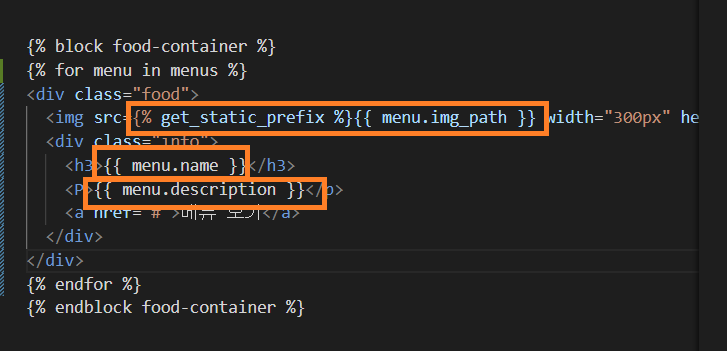 {% block food-container %}
{% for menu in menus %}
<div class="food">
<img src={% get_static_prefix %}{{ menu.img_path }} width="300px" he
<div class="info">
<h3>{{ menu.name }}</h3>
<P>{{ menu.description }}</p>
<a href="#">메뉴 보기</a>
</div>
</div>
{% endfor %}
{% endblock food-container %}